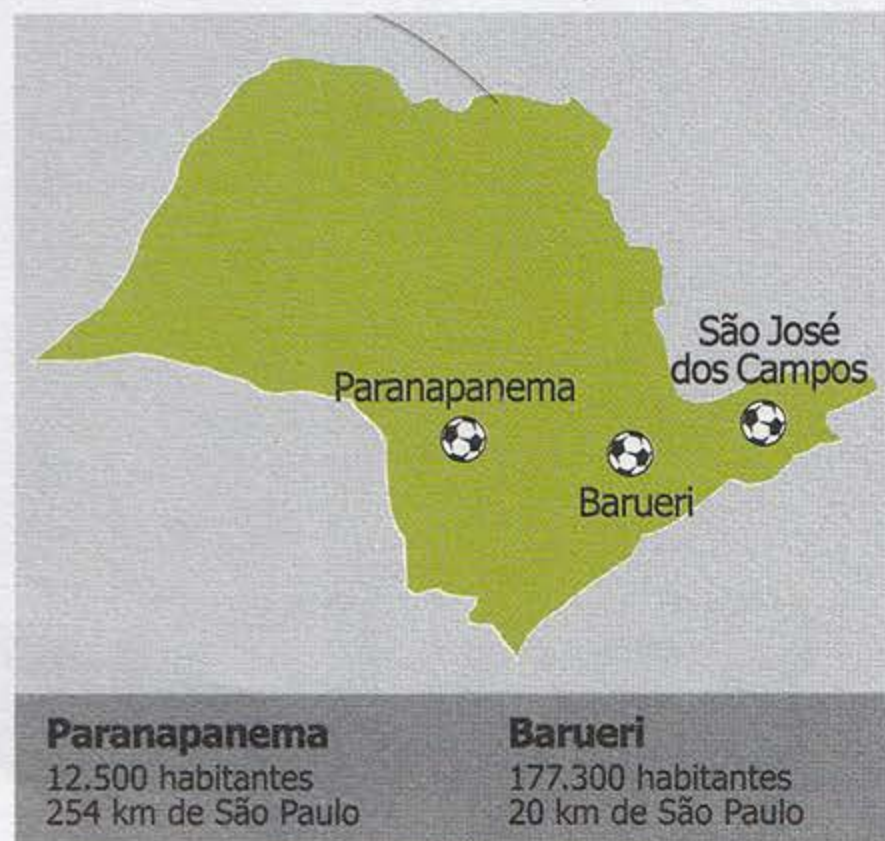 São José
dos Campos
Paranapanema
Barueri
Paranapanema
12.500 habitantes
254 km de São Paulo
Barueri
177.300 habitantes
20 km de São Paulo